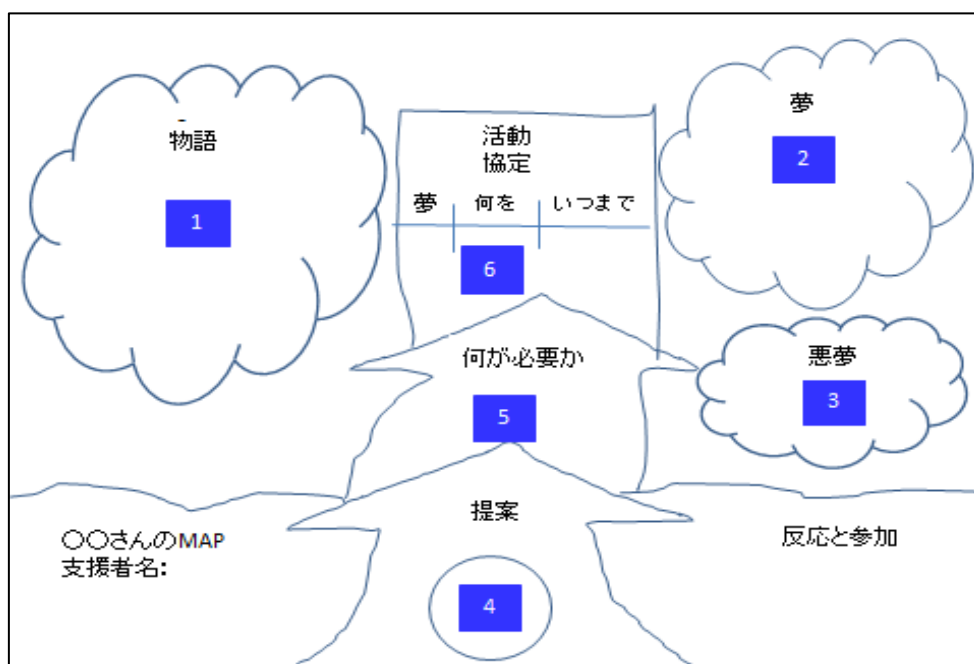 物語
1
活動
協定
夢 何を いつまで
6
夢
2
何が必要か
5
悪夢
3
〇〇さんのMAP
支援者名:
提案
4
反応と参加